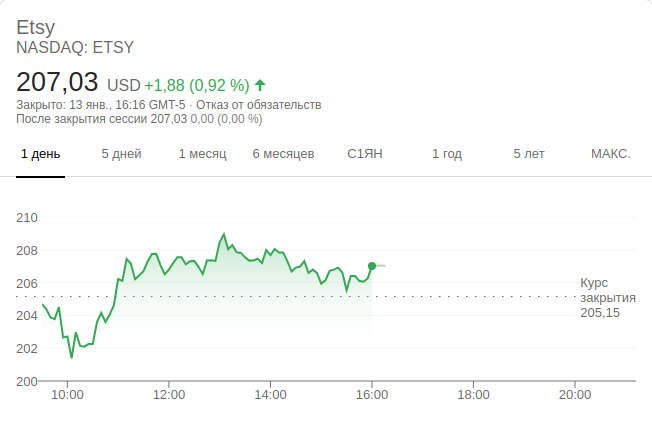 Etsy
NASDAQ: ETSY
207,03 USD +1,88 (0,92 %)
Закрыто: 13 янв., 16:16 GMT-5 · Отказ от обязательств
После закрытия сессии 207,03 0,00 (0,00 %)
1 день 5 дней 1 месяц 6 месяцев С1ЯН 1 год 5 лет МАКС.
210
208
206
204
202
200
Курс
закрытия
205,15
10:00 12:00 14:00 16:00 18:00 20:00